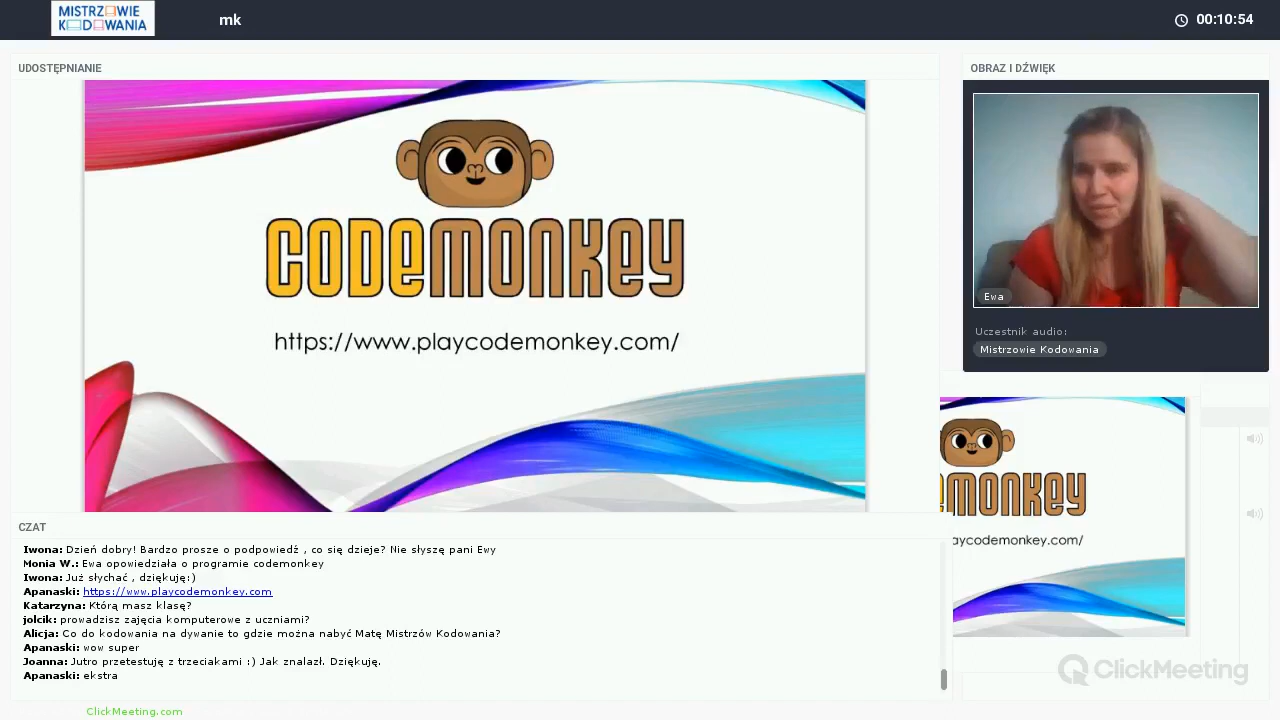 MISTRZOWIE
KODOWANIA
mk
00:10:54
UDOSTĘPNIANIE
CODEMONKEY
https://www.playcodemonkey.com/
OBRAZ I DŹWIĘK
Ewa
Uczestnik audio:
Mistrzowie Kodowania
monkey
aycodemonkey.com/
CZAT
Iwona: Dzień dobry! Bardzo prosze o podpowiedź , co się dzieje? Nie słyszę pani Ewy
Monia W.: Ewa opowiedziała o programie codemonkey
Iwona: Już słychać , dziękuję:)
Apanaski: https://www.playcodemonkey.com
Katarzyna: Którą masz klasę?
jolcik: prowadzisz zajęcia komputerowe z uczniami?
Alicja: Co do kodowania na dywanie to gdzie można nabyć Matę Mistrzów Kodowania?
Apanaski: wow super
Joanna: Jutro przetestuję z trzeciakami :) Jak znalazł. Dziękuję.
Apanaski: ekstra
ClickMeeting
ClickMeeting.com